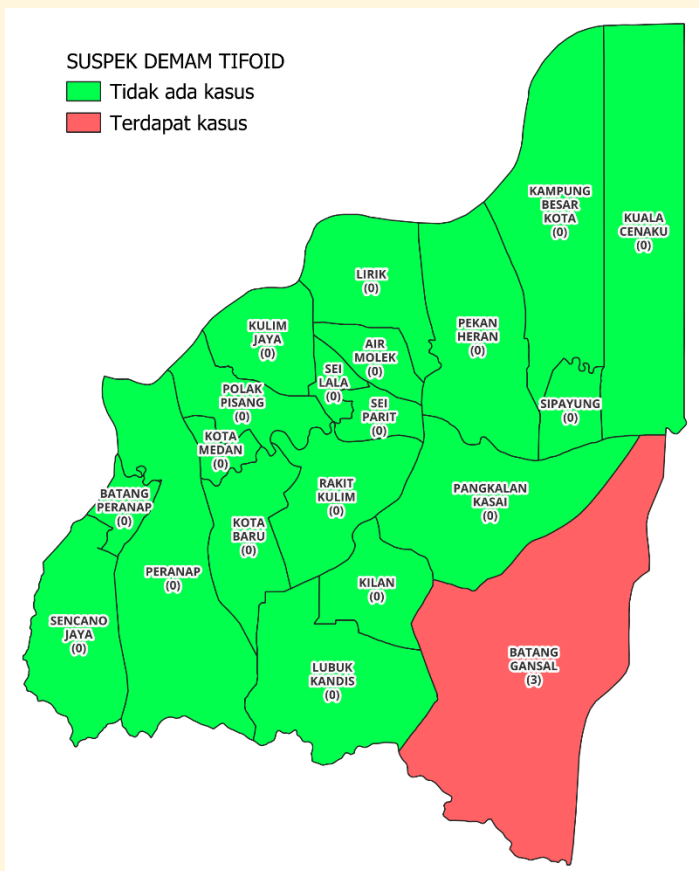 SUSPEK DEMAM TIFOID
Tidak ada kasus
Terdapat kasus
KAMPUNG
BESAR
KOTA
(0)
KUALA
CENAKU
(0)
LIRIK
(0)
PEKAN
HERAN
(0)
KULIM
JAYA
(0)
AIR
MOLEK
(0)
SEI
LALA
(0)
POLAK
PISANG
(0)
SEI
PARIT
(0)
SIPAYUNG
(0)
KOTA
MEDAN
(0)
RAKIT
KULIM
(0)
PANGKALAN
KASAI
(0)
BATANG
PERANAP
(0)
KOTA
BARU
(0)
PERANAP
(0)
KILAN
(0)
SENCANO
JAYA
(0)
LUBUK
KANDIS
(0)
BATANG
GANSAL
(3)